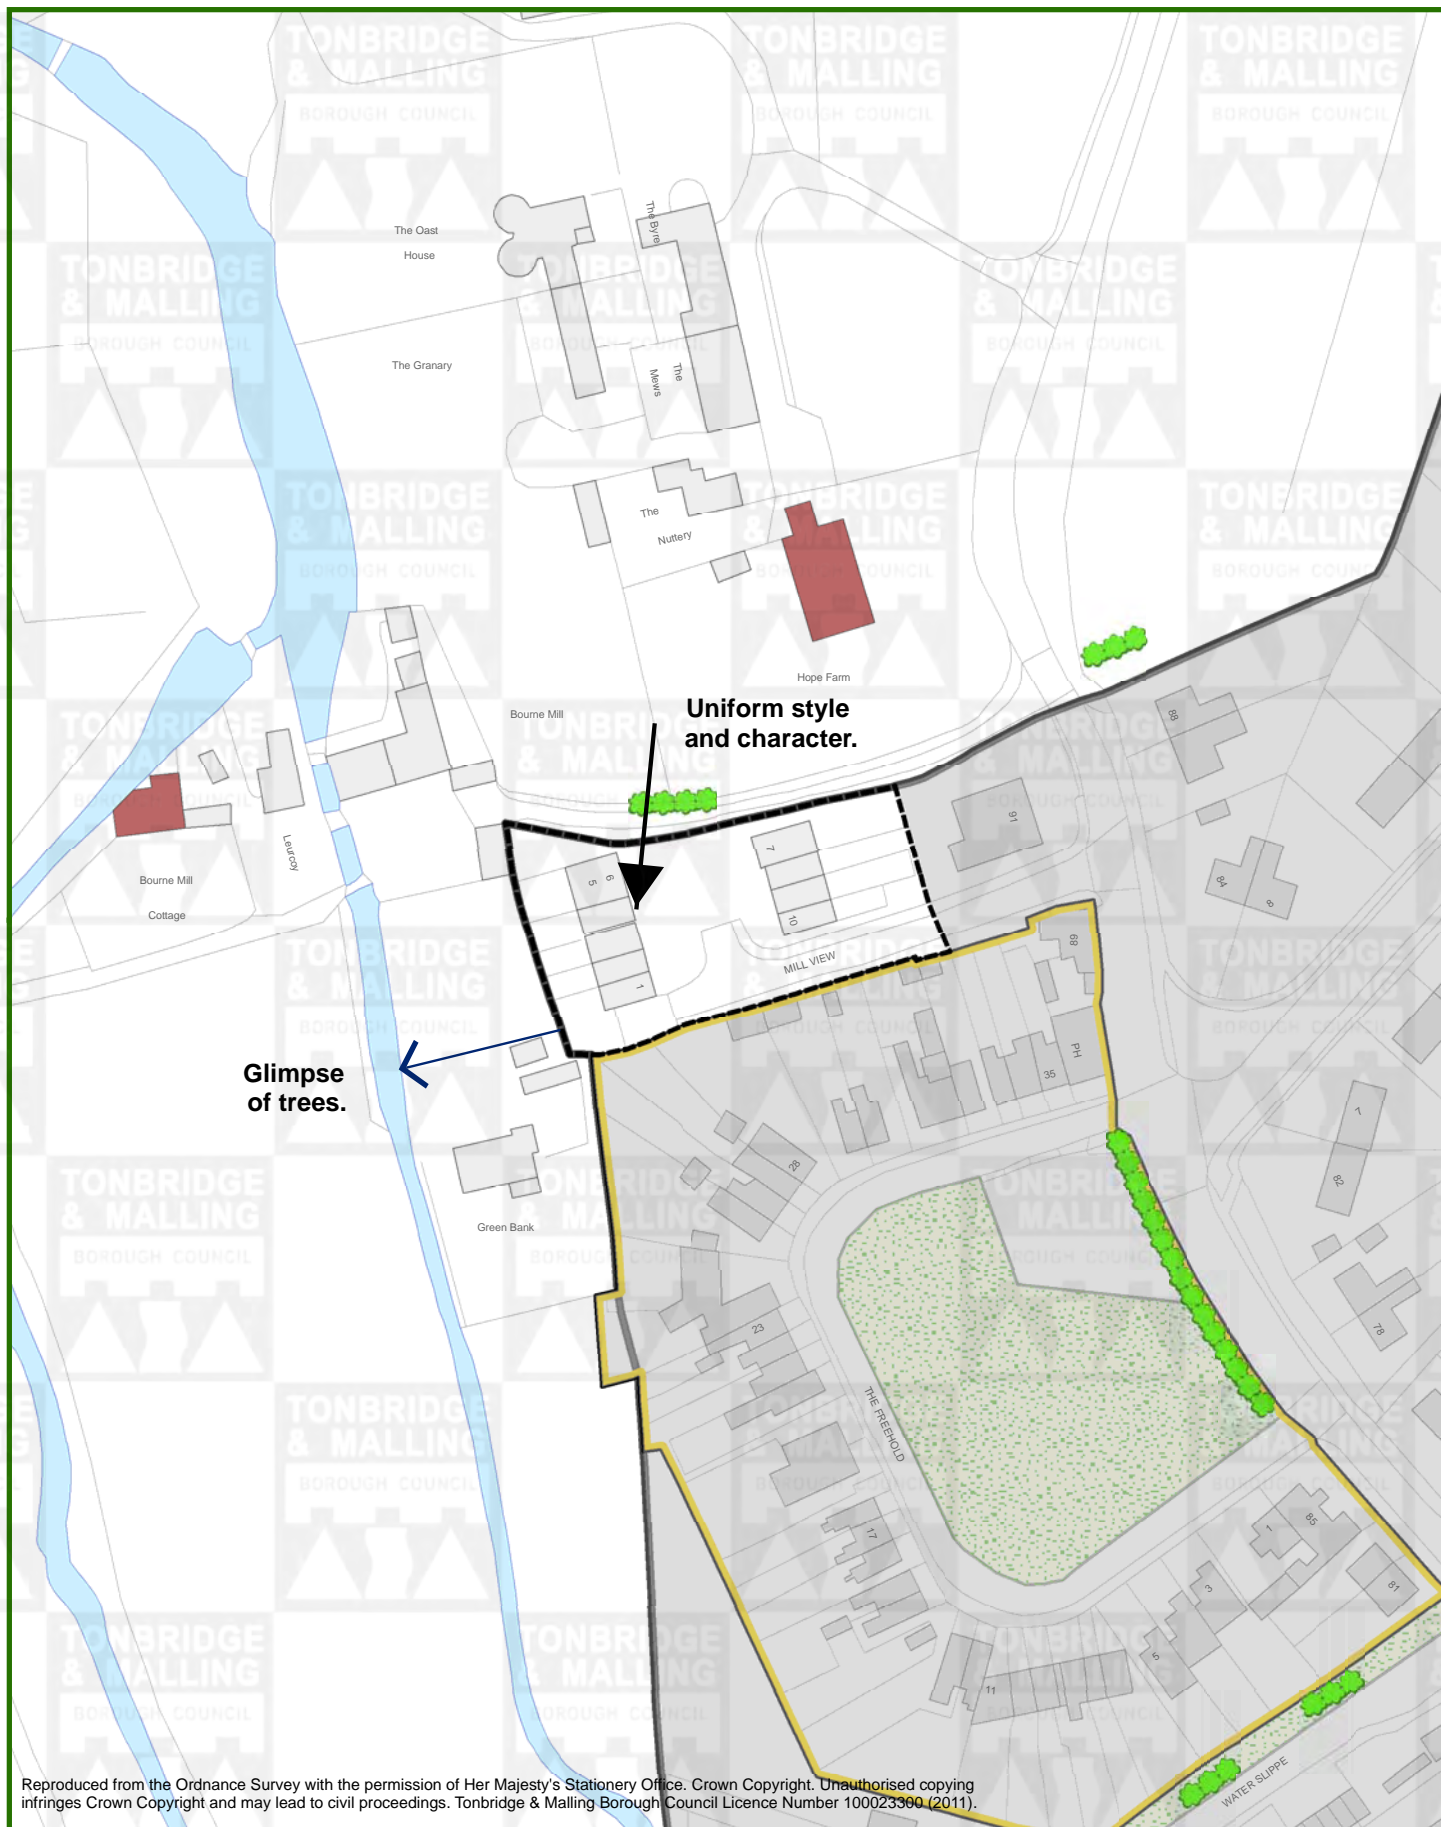 TONBRIDGE
& MALLING
BOROUGH COUNCIL
The Oast
House
The Byre
The Granary
The
Mews
The
Nuttery
Hope Farm
Bourne Mill
Uniform style
and character.
Leurcoy
Bourne Mill
Cottage
88
91
84
8
7
6
5
10
1
MILL VIEW
69
PH
35
Glimpse
of trees.
7
82
28
Green Bank
23
78
THE FREEHOLD
17
85
1
3
81
5
11
WATER SLIPPE
Reproduced from the Ordnance Survey with the permission of Her Majesty's Stationery Office. Crown Copyright. Unauthorised copying
infringes Crown Copyright and may lead to civil proceedings. Tonbridge & Malling Borough Council Licence Number 100023300 (2011).